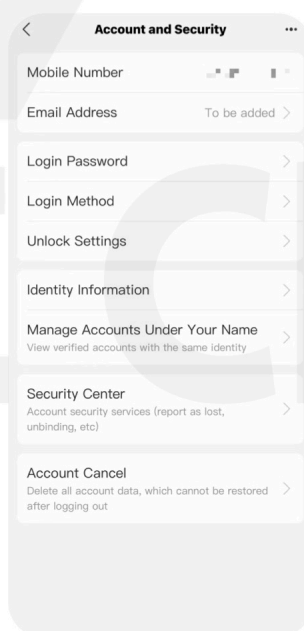 Account and Security
Mobile Number
Email Address To be added
Login Password
Login Method
Unlock Settings
Identity Information
Manage Accounts Under Your Name
View verified accounts with the same identity
Security Center
Account security services (report as lost,
unbinding, etc)
Account Cancel
Delete all account data, which cannot be restored
after logging out